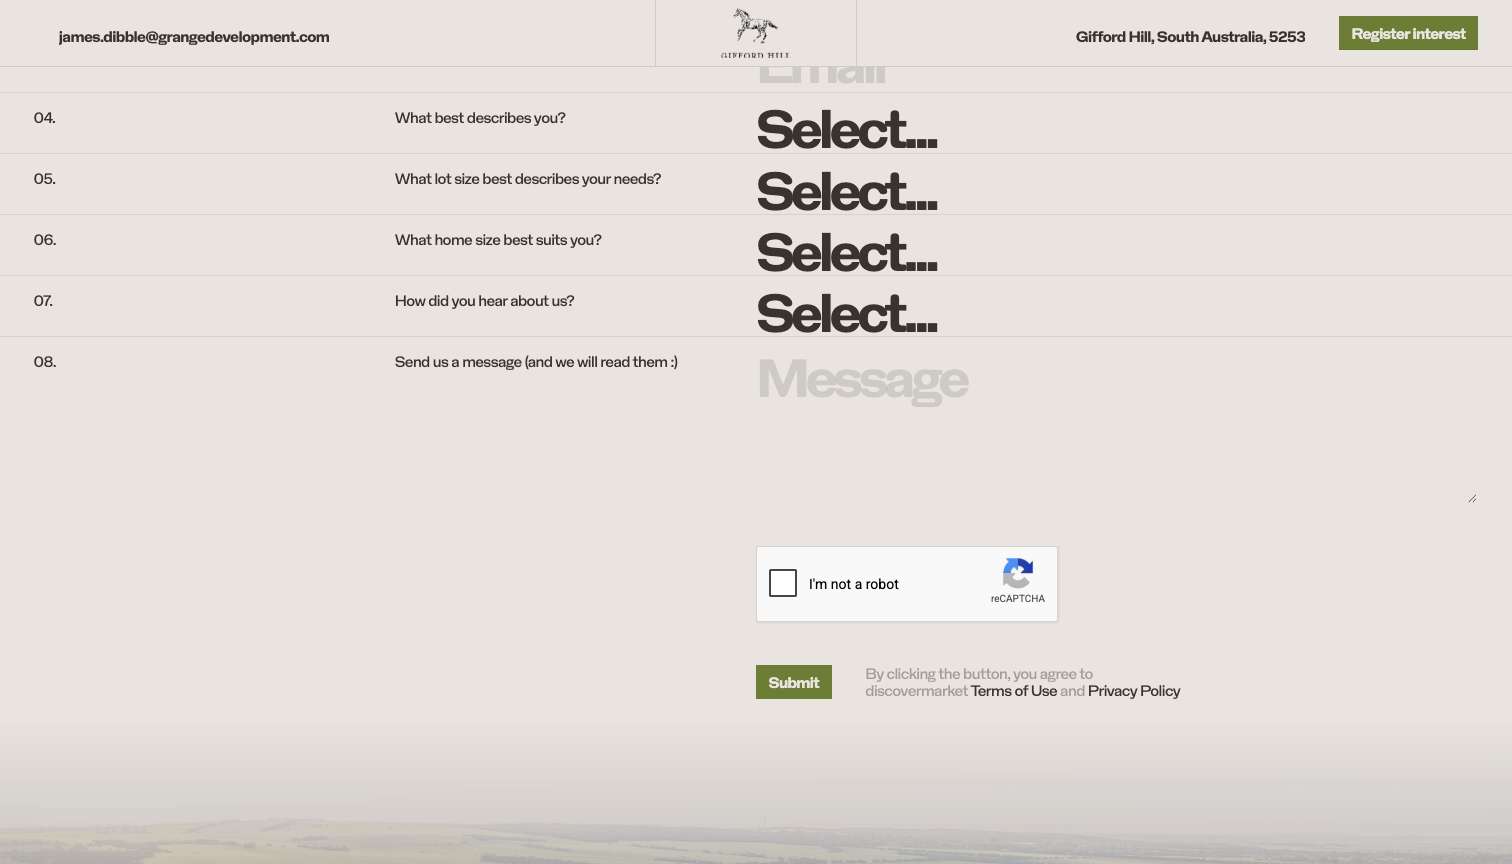 james.dibble@grangedevelopment.com
GIFFORD HILL
Gifford Hill, South Australia, 5253
Register interest
Email
04.
What best describes you?
Select...
05.
What lot size best describes your needs?
Select...
06.
What home size best suits you?
Select...
07.
How did you hear about us?
Select...
08.
Send us a message (and we will read them :)
Message
I'm not a robot
reCAPTCHA
Submit
By clicking the button, you agree to
discovermarket Terms of Use and Privacy Policy